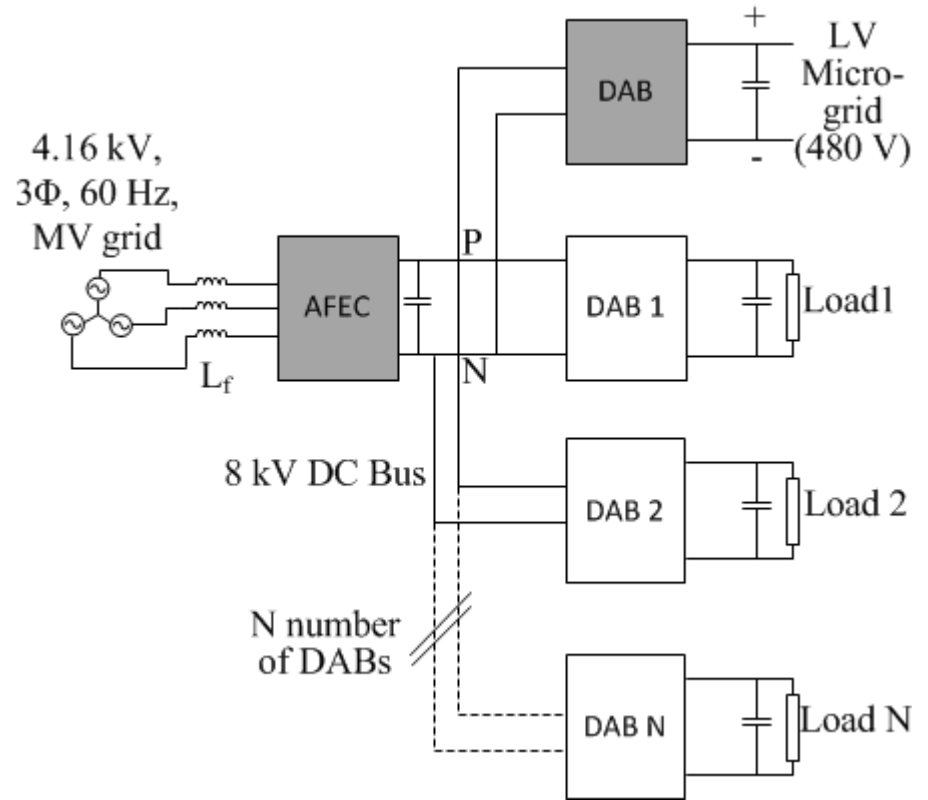 DAB
+
-
LV
Micro-
grid
(480 V)
4.16 kV,
3Φ, 60 Hz,
MV grid
Lf
AFEC
P
N
DAB 1
Load1
8 kV DC Bus
DAB 2
Load 2
N number
of DABs
DAB N
Load N